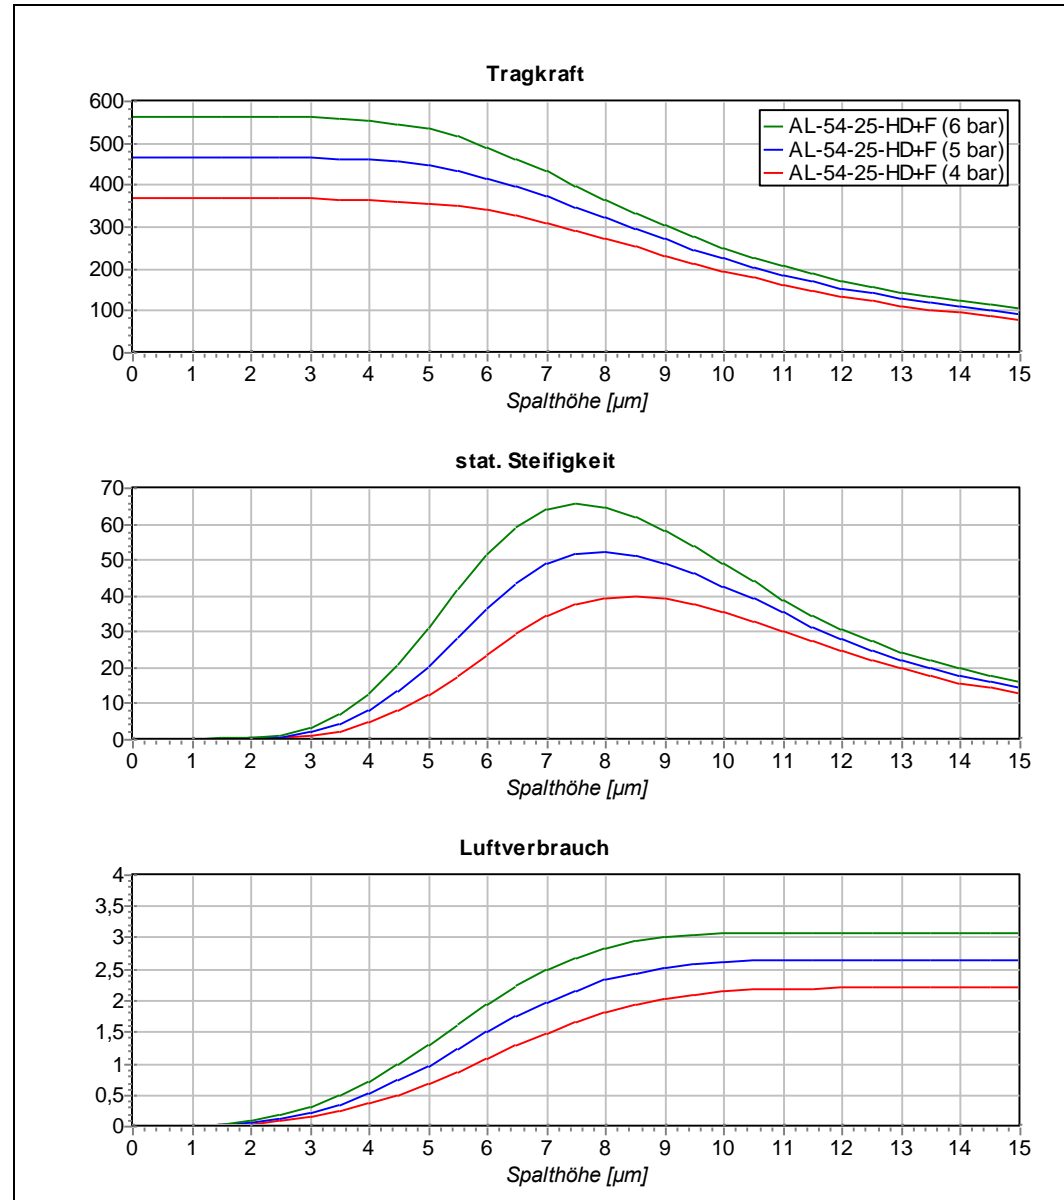 Tragkraft
600
500
400
300
200
100
0
AL-54-25-HD+F (6 bar)
AL-54-25-HD+F (5 bar)
AL-54-25-HD+F (4 bar)
0 1 2 3 4 5 6 7 8 9 10 11 12 13 14 15
Spalthöhe [µm]
stat. Steifigkeit
70
60
50
40
30
20
10
0
0 1 2 3 4 5 6 7 8 9 10 11 12 13 14 15
Spalthöhe [µm]
Luftverbrauch
4
3,5
3
2,5
2
1,5
1
0,5
0
0 1 2 3 4 5 6 7 8 9 10 11 12 13 14 15
Spalthöhe [µm]